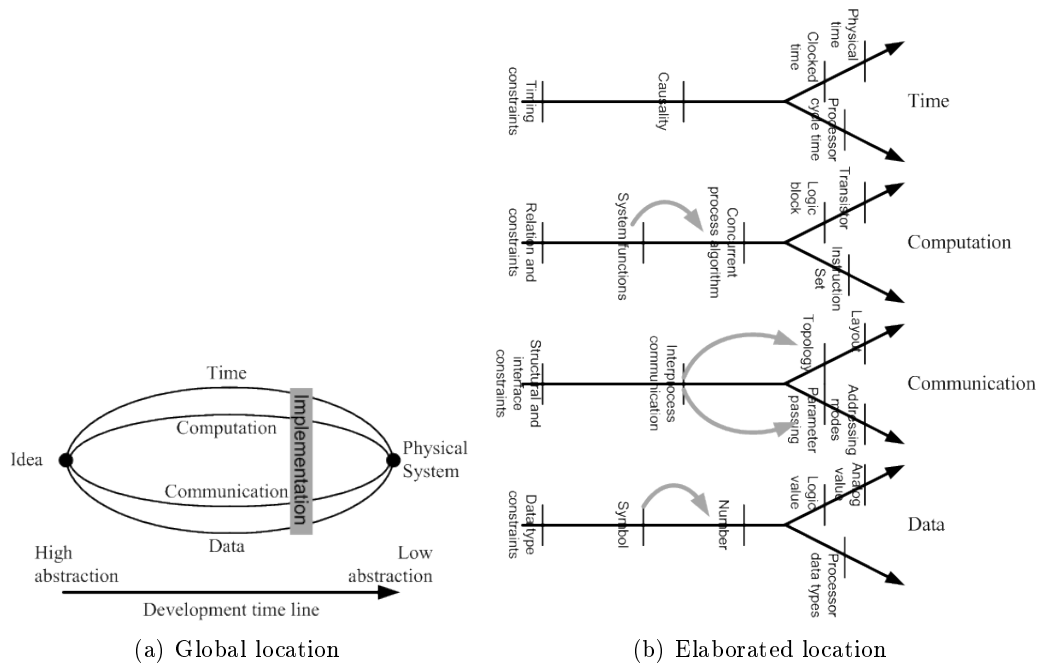 Time
Computation
Implementation
Idea
Physical
System
Communication
Data
High
abstraction
Low
abstraction
Development time line
(a) Global location
Timing
constraints
Causality
Clocked
time
Physical
time
Processor
cycle time
Time
Relation and
constraints
System functions
Concurrent
process algorithm
Logic
block
Transistor
Instruction
Set
Computation
Structural and
interface
constraints
Interprocess
communication
Topology
Layout
Parameter
passing
Addressing
modes
Communication
Data type
constraints
Symbol
Number
Logic
value
Analog
value
Processor
data types
Data
(b) Elaborated location